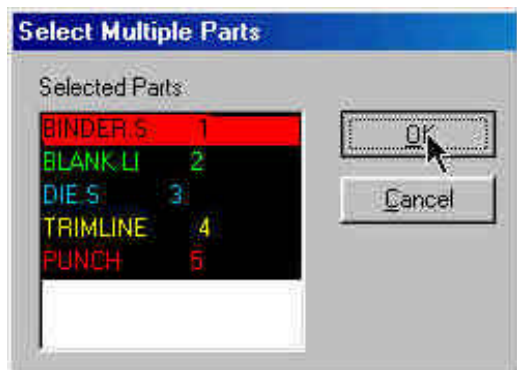 Select Multiple Parts
Selected Parts
BINDER.S 1
BLANK.LI 2
DIE.S 3
TRIMLINE 4
PUNCH 5
OK
Cancel